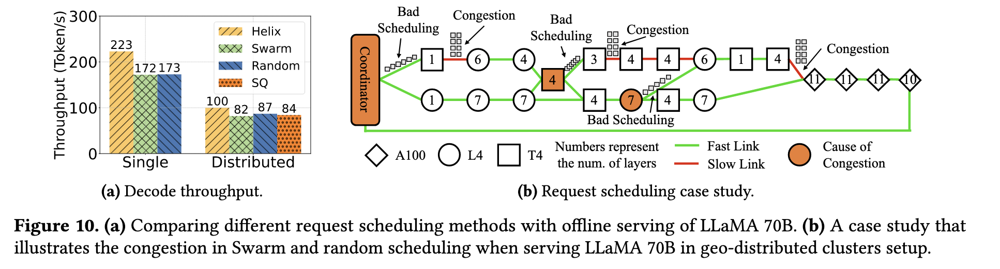 Throughput (Token/s)
300
200
100
0
223
172
173
100
82
87
84
Helix
Swarm
Random
SQ
Single
Distributed
(a) Decode throughput.
Coordinator
Bad
Scheduling
Congestion
Bad
Scheduling
Congestion
Congestion
1
6
4
4
3
4
4
6
1
4
11
11
11
10
1
7
7
4
7
4
7
Bad Scheduling
A100
L4
T4
Numbers represent
the num. of layers
Fast Link
Slow Link
Cause of
Congestion
(b) Request scheduling case study.
Figure 10. (a) Comparing different request scheduling methods with offline serving of LLaMA 70B. (b) A case study that
illustrates the congestion in Swarm and random scheduling when serving LLaMA 70B in geo-distributed clusters setup.